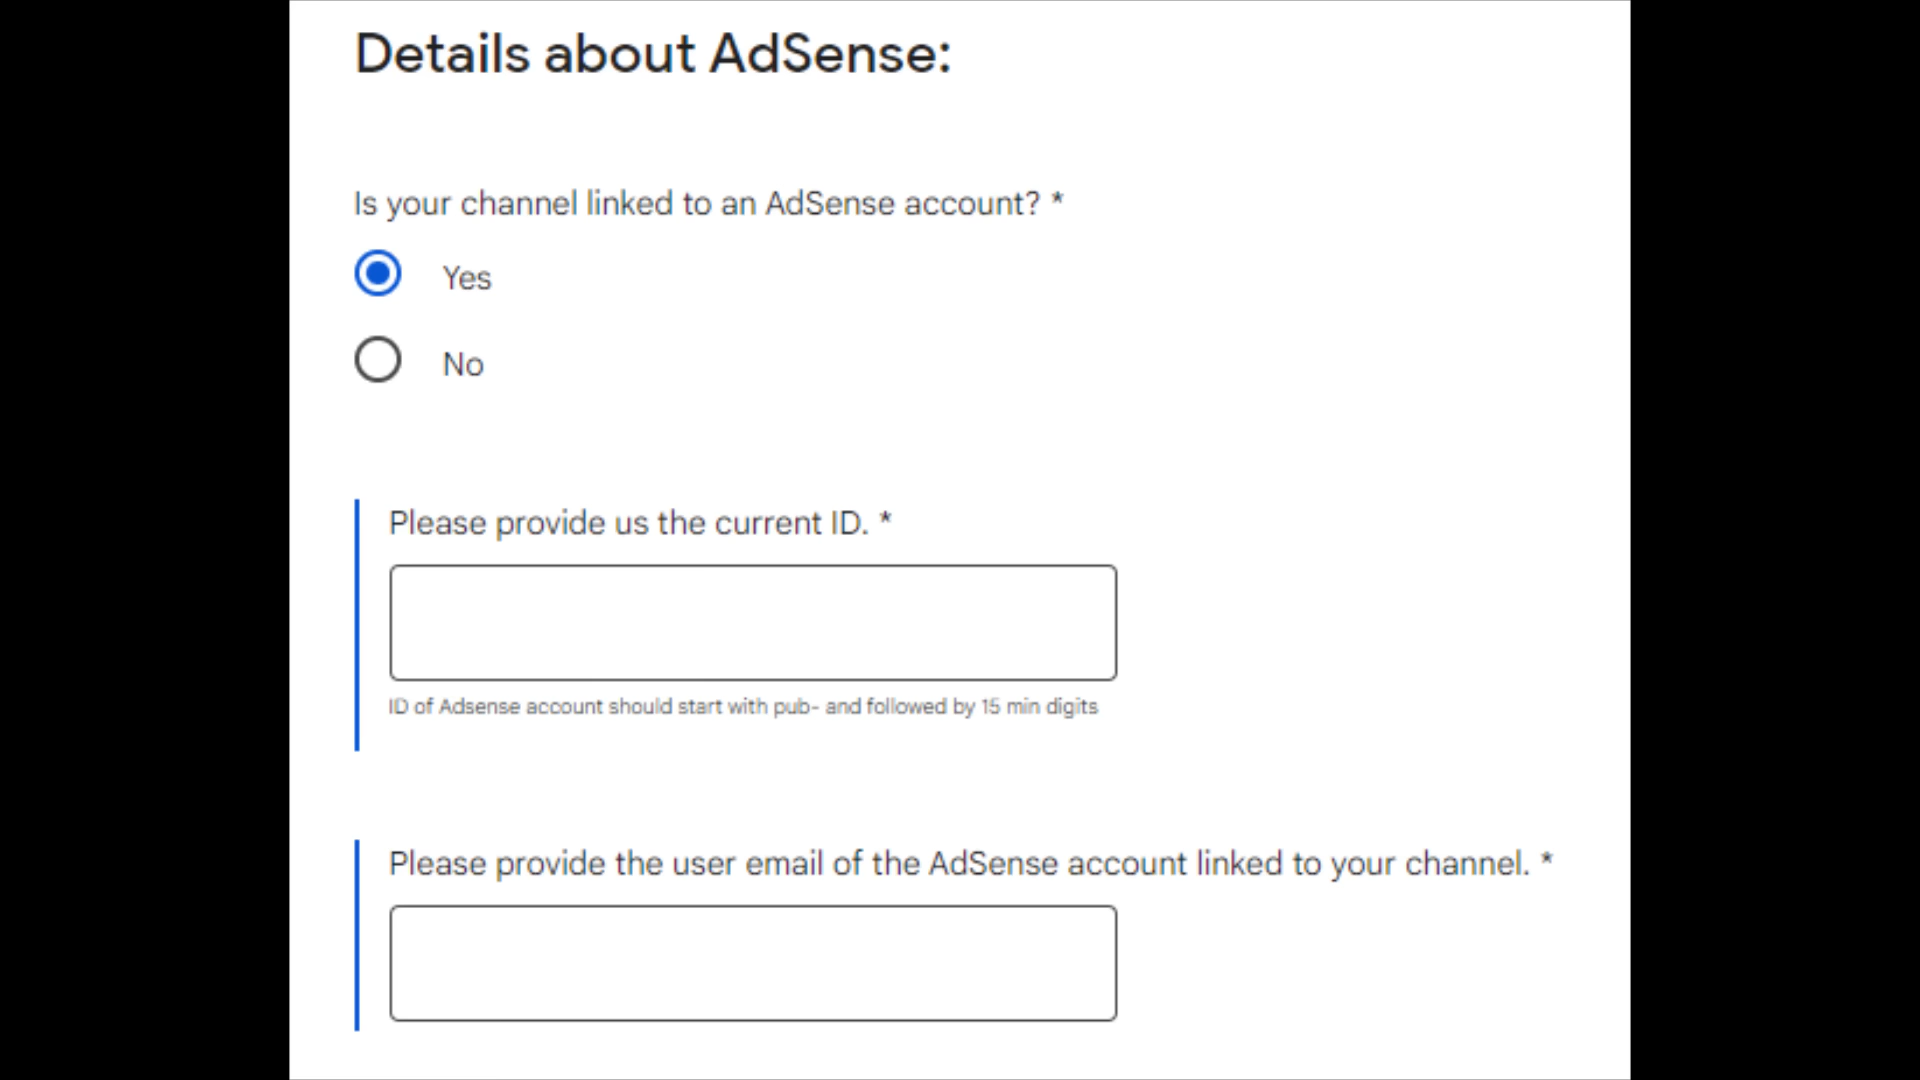 Details about AdSense:
Is your channel linked to an AdSense account? *
Yes
No
Please provide us the current ID. *
ID of Adsense account should start with pub- and followed by 15 min digits
Please provide the user email of the AdSense account linked to your channel. *